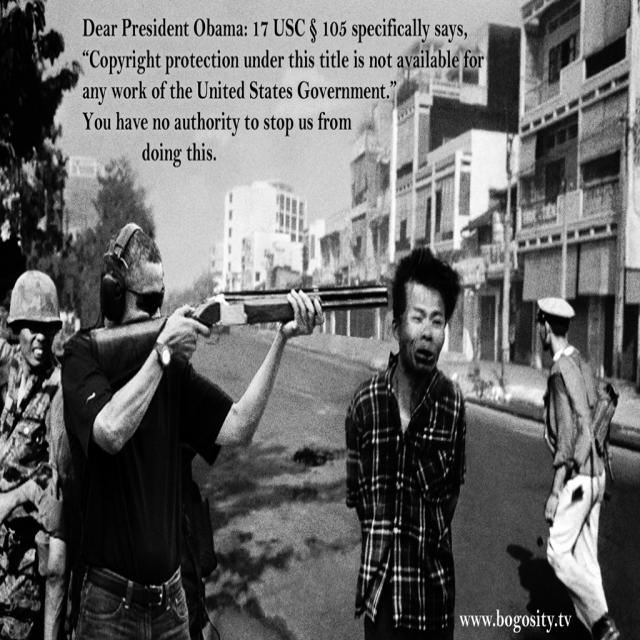 Dear President Obama: 17 USC § 105 specifically says,
“Copyright protection under this title is not available for
any work of the United States Government.”
You have no authority to stop us from
doing this.
www.bogosity.tv